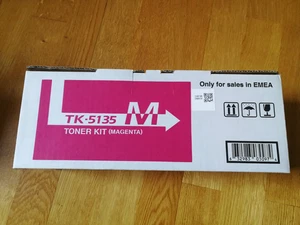 Only for sales in EMEA
TK-5135 M
TONER KIT (MAGENTA)